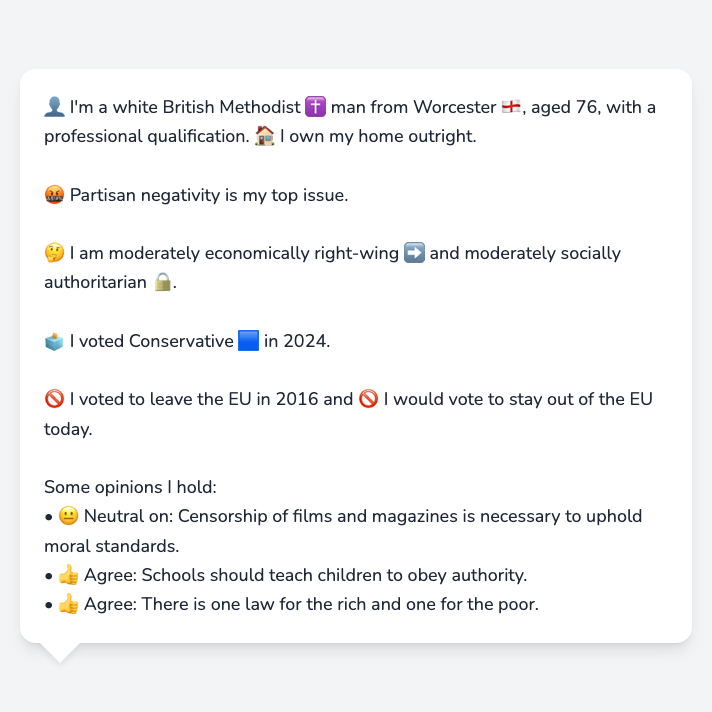 👤 I'm a white British Methodist ✝️ man from Worcester 🏴󠁧󠁢󠁥󠁮󠁧󠁿, aged 76, with a
professional qualification. 🏠 I own my home outright.
🤬 Partisan negativity is my top issue.
🤔 I am moderately economically right-wing ➡️ and moderately socially
authoritarian 🔒.
🗳️ I voted Conservative 🟦 in 2024.
🚫 I voted to leave the EU in 2016 and 🚫 I would vote to stay out of the EU
today.
Some opinions I hold:
• 😐 Neutral on: Censorship of films and magazines is necessary to uphold
moral standards.
• 👍 Agree: Schools should teach children to obey authority.
• 👍 Agree: There is one law for the rich and one for the poor.